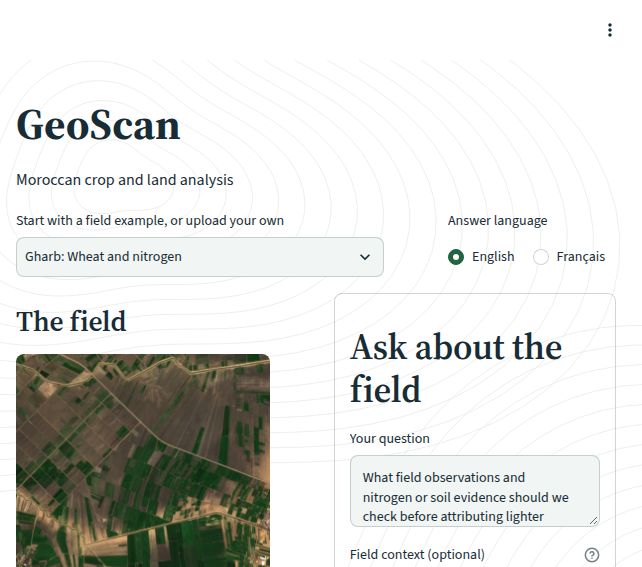 GeoScan
Moroccan crop and land analysis
Start with a field example, or upload your own
Gharb: Wheat and nitrogen
Answer language
English
Français
The field
Ask about the
field
Your question
What field observations and
nitrogen or soil evidence should we
check before attributing lighter
Field context (optional)
?